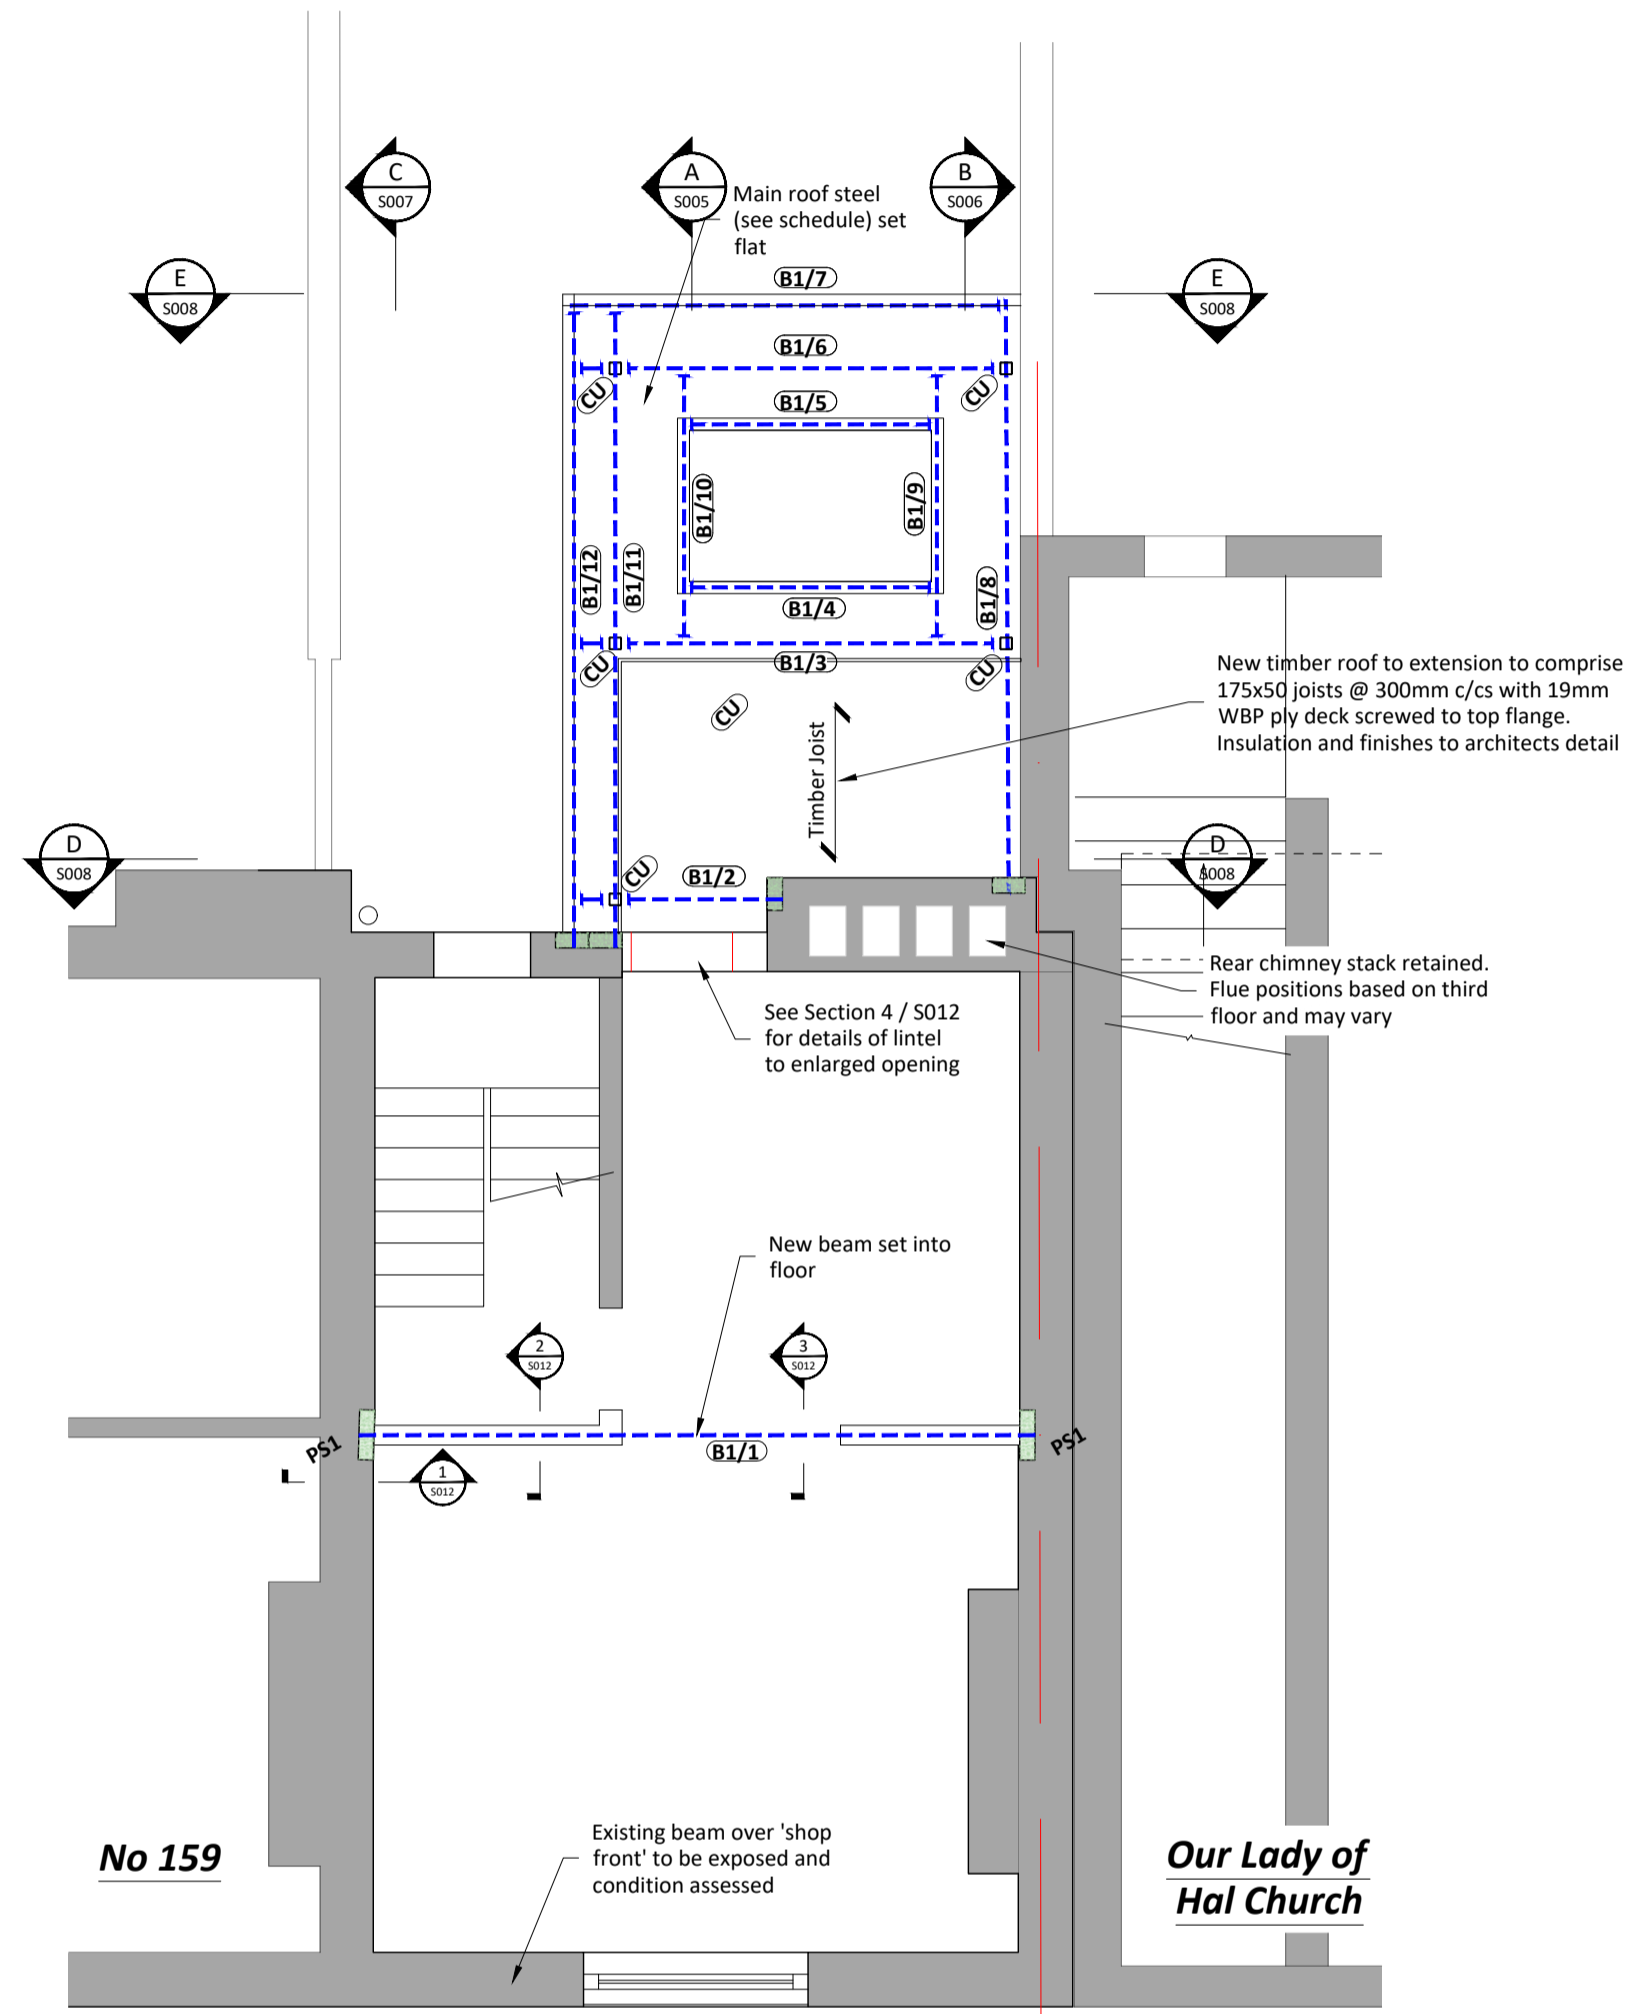 C
S007
A
S005
B
S006
Main roof steel
(see schedule) set
flat
E
S008
E
S008
B1/7
B1/6
CU
CU
B1/5
B1/10
B1/9
B1/12
B1/11
B1/8
B1/4
B1/3
CU
CU
CU
Timber Joist
New timber roof to extension to comprise
175x50 joists @ 300mm c/cs with 19mm
WBP ply deck screwed to top flange.
Insulation and finishes to architects detail
D
S008
D
S008
CU
B1/2
Rear chimney stack retained.
Flue positions based on third
floor and may vary
See Section 4 / S012
for details of lintel
to enlarged opening
New beam set into
floor
2
S012
3
S012
PS1
B1/1
PS1
1
S012
Existing beam over 'shop
front' to be exposed and
condition assessed
No 159
Our Lady of
Hal Church